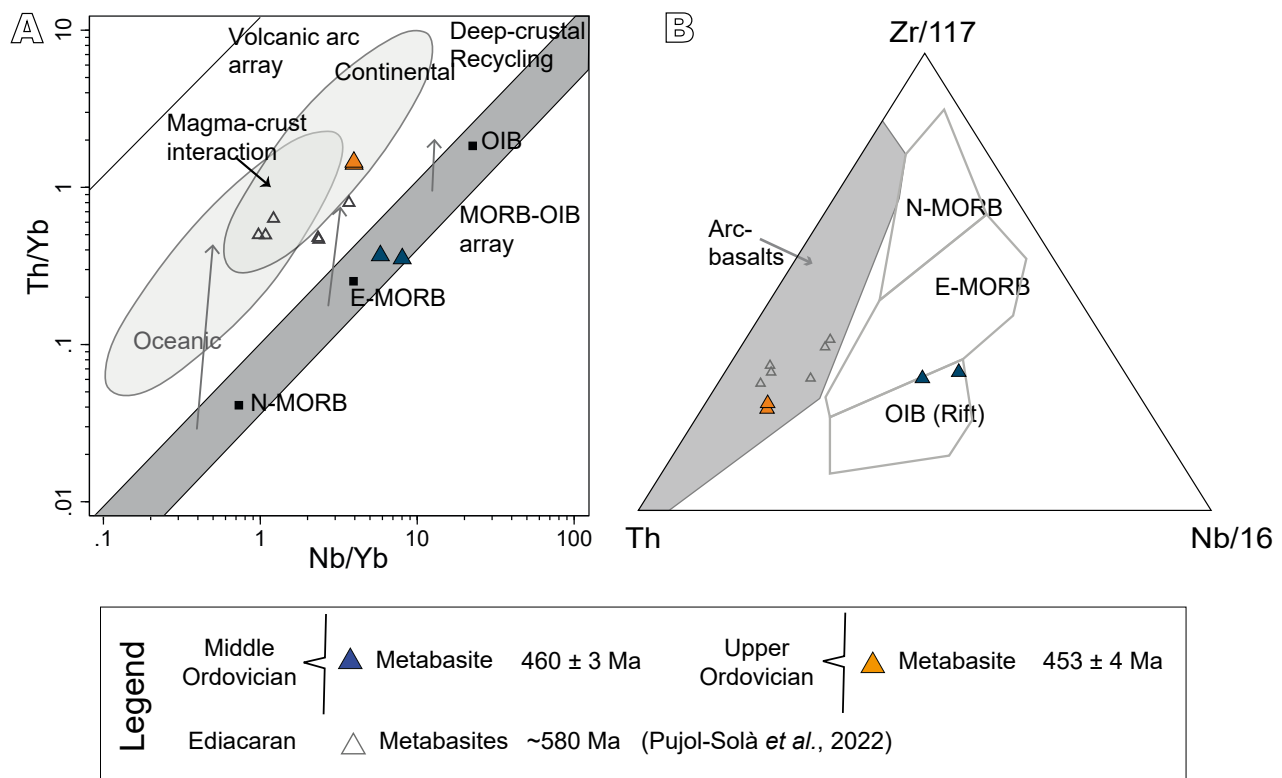 A
Volcanic arc
array
Deep-crustal
Recycling
Continental
Magma-crust
interaction
OIB
MORB-OIB
array
E-MORB
Oceanic
N-MORB
10
1
.1
.01
Th/Yb
.1
1
10
100
Nb/Yb
B
Zr/117
N-MORB
Arc-
basalts
E-MORB
OIB (Rift)
Th
Nb/16
Legend
Middle
Ordovician
Metabasite 460 ± 3 Ma
Upper
Ordovician
Metabasite 453 ± 4 Ma
Ediacaran Metabasites ~580 Ma (Pujol-Solà et al., 2022)